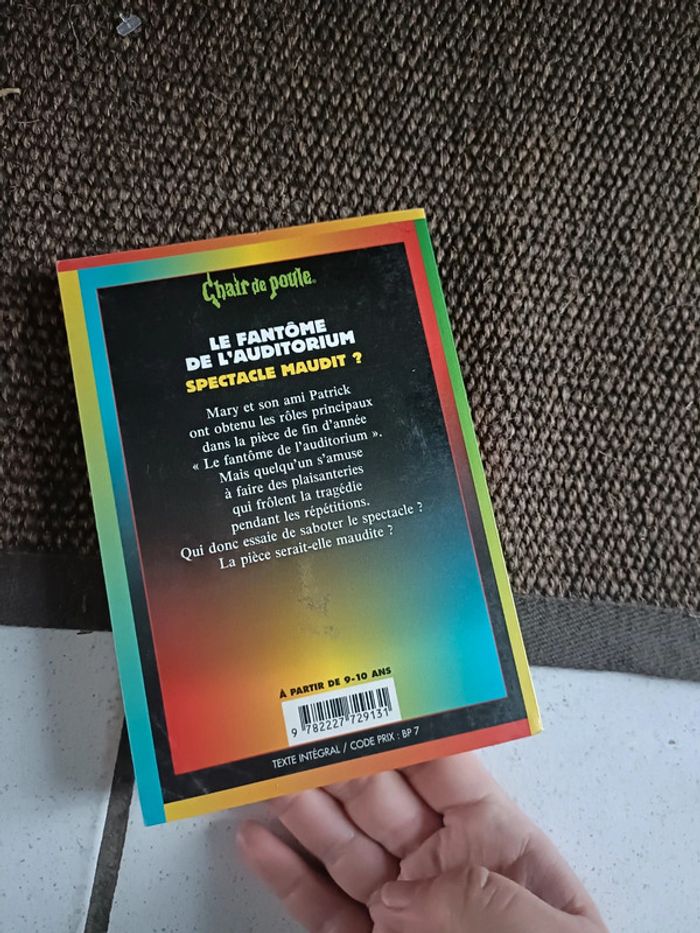 Chair de poule®
LE FANTÔME
DE L'AUDITORIUM
SPECTACLE MAUDIT ?
Mary et son ami Patrick
ont obtenu les rôles principaux
dans la pièce de fin d'année
« Le fantôme de l'auditorium ».
Mais quelqu'un s'amuse
à faire des plaisanteries
qui frôlent la tragédie
pendant les répétitions.
Qui donc essaie de saboter le spectacle ?
La pièce serait-elle maudite ?
À PARTIR DE 9-10 ANS
9 782227 729131
TEXTE INTÉGRAL / CODE PRIX : BP 7